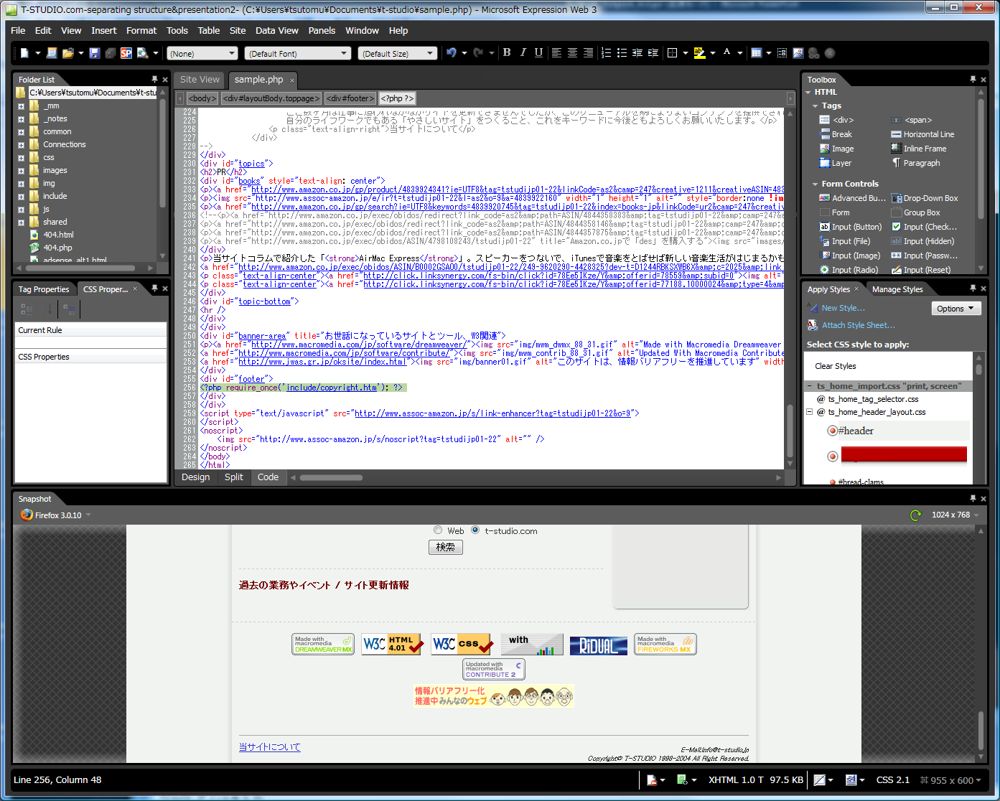 T-STUDIO.com-separating structure&presentation2- (C:¥Users¥tsutomu¥Documents¥t-studio¥sample.php) - Microsoft Expression Web 3
File Edit View Insert Format Tools Table Site Data View Panels Window Help
(None) (Default Font) (Default Size) B I U A
Folder List
C:¥Users¥tsutomu¥Documents¥t-stu
_mm
_notes
common
Connections
css
images
img
include
js
shared
404.html
404.php
adsense_alt1.html
Tag Properties CSS Proper...
Current Rule
CSS Properties
Site View sample.php
<body> <div#layoutBody.toppage> <div#footer> <?php ?>
224
225 自分のライフワークでもある「やさしいサイト」をつくること、これをキーワードに今後ともよろしくお願いいたします。</p>
226 <p class="text-align-right">当サイトについて</p>
227 </div>
228 -->
229 </div>
230 <div id="topics">
231 <h2>PR</h2>
232 <div id="books" style="text-align: center">
233 <p><a href="http://www.amazon.co.jp/gp/product/4839924341?ie=UTF8&amp;tag=tstudijp01-22&amp;linkCode=as2&amp;camp=247&amp;creative=1211&amp;creativeASIN=483
234 <p><img src="http://www.assoc-amazon.jp/e/ir?t=tstudijp01-22&amp;l=as2&amp;o=9&amp;a=4839922160" width="1" height="1" alt="" style="border:none !im
235 <p><a href="http://www.amazon.co.jp/gp/search?ie=UTF8&amp;keywords=4839920745&amp;tag=tstudijp01-22&amp;index=books-jp&amp;linkCode=ur2&amp;camp=247&amp;creativ
236 <!--<p><a href="http://www.amazon.co.jp/exec/obidos/redirect?link_code=as2&amp;path=ASIN/4844358383&amp;tag=tstudijp01-22&amp;camp=247&amp;c
237 <p><a href="http://www.amazon.co.jp/exec/obidos/redirect?link_code=as2&amp;path=ASIN/4844358146&amp;tag=tstudijp01-22&amp;camp=247&amp;creat
238 <p><a href="http://www.amazon.co.jp/exec/obidos/redirect?link_code=as2&amp;path=ASIN/4844357875&amp;tag=tstudijp01-22&amp;camp=247&amp;creat
239 <p><a href="http://www.amazon.co.jp/exec/obidos/ASIN/4798108243/tstudijp01-22" title="Amazon.co.jpで「des」を購入する"><img src="images/
240 </div>
241 <p>当サイトコラムで紹介した「<strong>AirMac Express</strong>」。スピーカーをつないで、iTunesで音楽をとばせば新しい音楽生活がはじまるかも
242 <a href="http://www.amazon.co.jp/exec/obidos/ASIN/B0002GSAO0/tstudijp01-22/249-9620290-4428325?dev-t=D1244RBKSXWB6X&amp;c=2025&amp;link
243 <p class="text-align-center"><a href="http://click.linksynergy.com/fs-bin/click?id=78Ee5IKze/Y&amp;offerid=78559&amp;subid=0"><img alt="
244 <p class="text-align-center"><a href="http://click.linksynergy.com/fs-bin/click?id=78Ee5IKze/Y&amp;offerid=77188.10000024&amp;type=4&amp
245 </div>
246 <div id="topic-bottom">
247 <hr />
248 </div>
249 </div>
250 <div id="banner-area" title="お世話になっているサイトとツール、W3関連">
251 <p><a href="http://www.macromedia.com/jp/software/dreamweaver/"><img src="img/mwm_dwmx_88_31.gif" alt="Made with Macromedia Dreamweaver
252 <a href="http://www.macromedia.com/jp/software/contribute/"><img src="img/mwm_contrib_88_31.gif" alt="Updated With Macromedia Contribute
253 <a href="http://www.jwas.gr.jp/oksite/index.html"><img src="img/banner01.gif" alt="このサイトは、情報バリアフリーを推進しています" widt
254 </div>
255 <div id="footer">
256 <?php require_once('include/copyright.htm'); ?>
257 </div>
258 </div>
259 <script type="text/javascript" src="http://www.assoc-amazon.jp/s/link-enhancer?tag=tstudijp01-22&o=9">
260 </script>
261 <noscript>
262 <img src="http://www.assoc-amazon.jp/s/noscript?tag=tstudijp01-22" alt="" />
263 </noscript>
264 </body>
265 </html>
Design Split Code
Toolbox
HTML
Tags
<div> <span>
Break Horizontal Line
Image Inline Frame
Layer Paragraph
Form Controls
Advanced Bu... Drop-Down Box
Form Group Box
Input (Button) Input (Check...
Input (File) Input (Hidden)
Input (Image) Input (Passw...
Input (Radio) Input (Reset)
Apply Styles Manage Styles
New Style... Options
Attach Style Sheet...
Select CSS style to apply:
Clear Styles
ts_home_import.css "print, screen"
@ ts_home_tag_selector.css
@ ts_home_header_layout.css
#header
#bread-clams
Snapshot
Firefox 3.0.10 1024 x 768
Web t-studio.com
検索
過去の業務やイベント / サイト更新情報
Made with macromedia DREAMWEAVER MX
W3C HTML 4.01
W3C css
with
RiDUAL
Made with macromedia FIREWORKS MX
Updated with macromedia CONTRIBUTE 2
情報バリアフリー化
推進中 みんなのウェブ
当サイトについて
E-Mail:info@t-studio.jp
Copyright© T-STUDIO 1998-2004 All Right Reserved.
Line 256, Column 48 XHTML 1.0 T 97.5 KB CSS 2.1 955 x 600